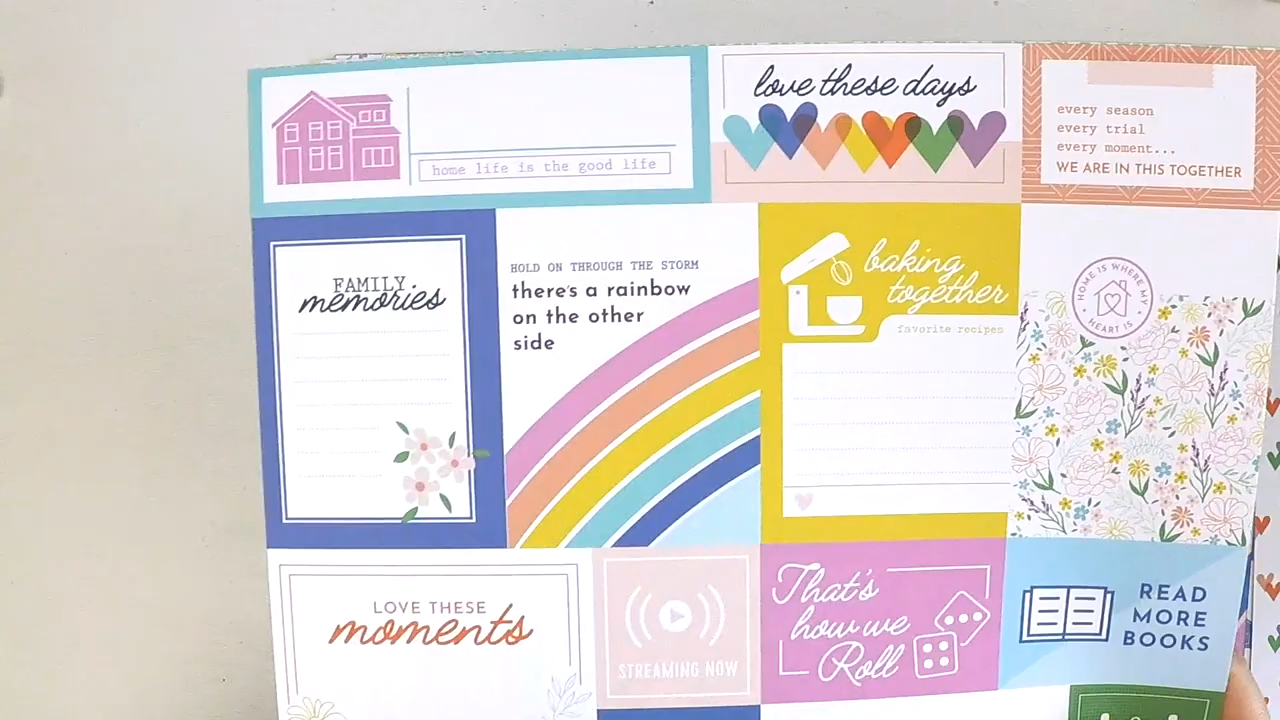 home life is the good life
love these days
every season
every trial
every moment...
WE ARE IN THIS TOGETHER
FAMILY
memories
HOLD ON THROUGH THE STORM
there's a rainbow
on the other
side
baking
together
favorite recipes
HOME IS WHERE MY
HEART IS
LOVE THESE
moments
STREAMING NOW
That's
how we
Roll
READ
MORE
BOOKS